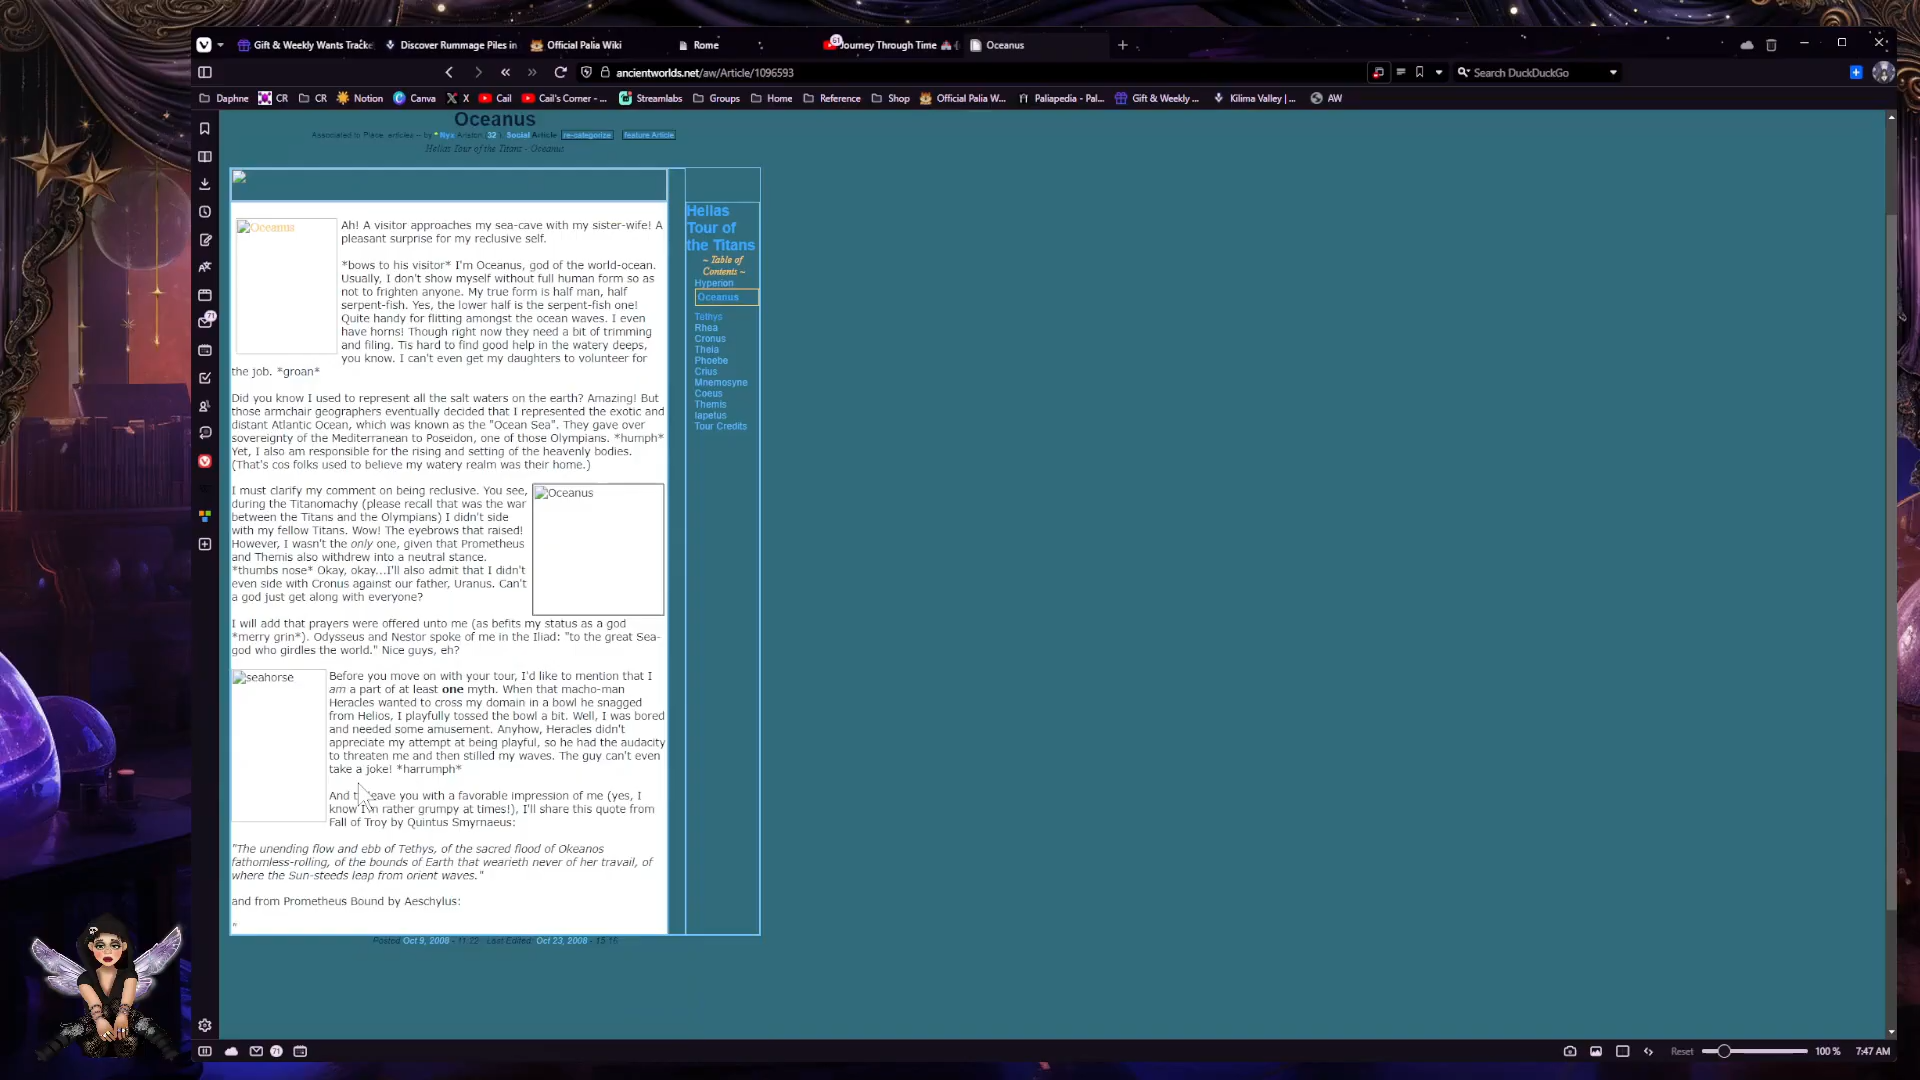 Gift & Weekly Wants Tracke
Discover Rummage Piles in
Official Palia Wiki
Rome
61
Journey Through Time
Oceanus
ancientworlds.net/aw/Article/1096593
Search DuckDuckGo
Daphne
CR
CR
Notion
Canva
X
Cail
Cail's Corner - ...
Streamlabs
Groups
Home
Reference
Shop
Official Palia W...
Paliapedia - Pal...
Gift & Weekly ...
Kilima Valley | ...
AW
Oceanus
Associated to Place: articles -- by * Nyx 32 Social Article re-categorize feature Article
Hellas Tour of the Titans - Oceanus
Oceanus
Ah! A visitor approaches my sea-cave with my sister-wife! A
pleasant surprise for my reclusive self.
*bows to his visitor* I'm Oceanus, god of the world-ocean.
Usually, I don't show myself without full human form so as
not to frighten anyone. My true form is half man, half
serpent-fish. Yes, the lower half is the serpent-fish one!
Quite handy for flitting amongst the ocean waves. I even
have horns! Though right now they need a bit of trimming
and filing. Tis hard to find good help in the watery deeps,
you know. I can't even get my daughters to volunteer for
the job. *groan*
Did you know I used to represent all the salt waters on the earth? Amazing! But
those armchair geographers eventually decided that I represented the exotic and
distant Atlantic Ocean, which was known as the "Ocean Sea". They gave over
sovereignty of the Mediterranean to Poseidon, one of those Olympians. *humph*
Yet, I also am responsible for the rising and setting of the heavenly bodies.
(That's cos folks used to believe my watery realm was their home.)
I must clarify my comment on being reclusive. You see,
during the Titanomachy (please recall that was the war
between the Titans and the Olympians) I didn't side
with my fellow Titans. Wow! The eyebrows that raised!
However, I wasn't the only one, given that Prometheus
and Themis also withdrew into a neutral stance.
*thumbs nose* Okay, okay...I'll also admit that I didn't
even side with Cronus against our father, Uranus. Can't
a god just get along with everyone?
Oceanus
I will add that prayers were offered unto me (as befits my status as a god
*merry grin*). Odysseus and Nestor spoke of me in the Iliad: "to the great Sea-
god who girdles the world." Nice guys, eh?
seahorse
Before you move on with your tour, I'd like to mention that I
am a part of at least one myth. When that macho-man
Heracles wanted to cross my domain in a bowl he snagged
from Helios, I playfully tossed the bowl a bit. Well, I was bored
and needed some amusement. Anyhow, Heracles didn't
appreciate my attempt at being playful, so he had the audacity
to threaten me and then stilled my waves. The guy can't even
take a joke! *harrumph*
And t leave you with a favorable impression of me (yes, I
know I'm rather grumpy at times!), I'll share this quote from
Fall of Troy by Quintus Smyrnaeus:
"The unending flow and ebb of Tethys, of the sacred flood of Okeanos
fathomless-rolling, of the bounds of Earth that wearieth never of her travail, of
where the Sun-steeds leap from orient waves."
and from Prometheus Bound by Aeschylus:
"
Posted Oct 9, 2008 - 11:22 Last Edited: Oct 23, 2008 - 15:16
Hellas
Tour of
the Titans
~ Table of
Contents ~
Hyperion
Oceanus
Tethys
Rhea
Cronus
Theia
Phoebe
Crius
Mnemosyne
Coeus
Themis
Iapetus
Tour Credits
71
71
Reset
100 %
7:47 AM